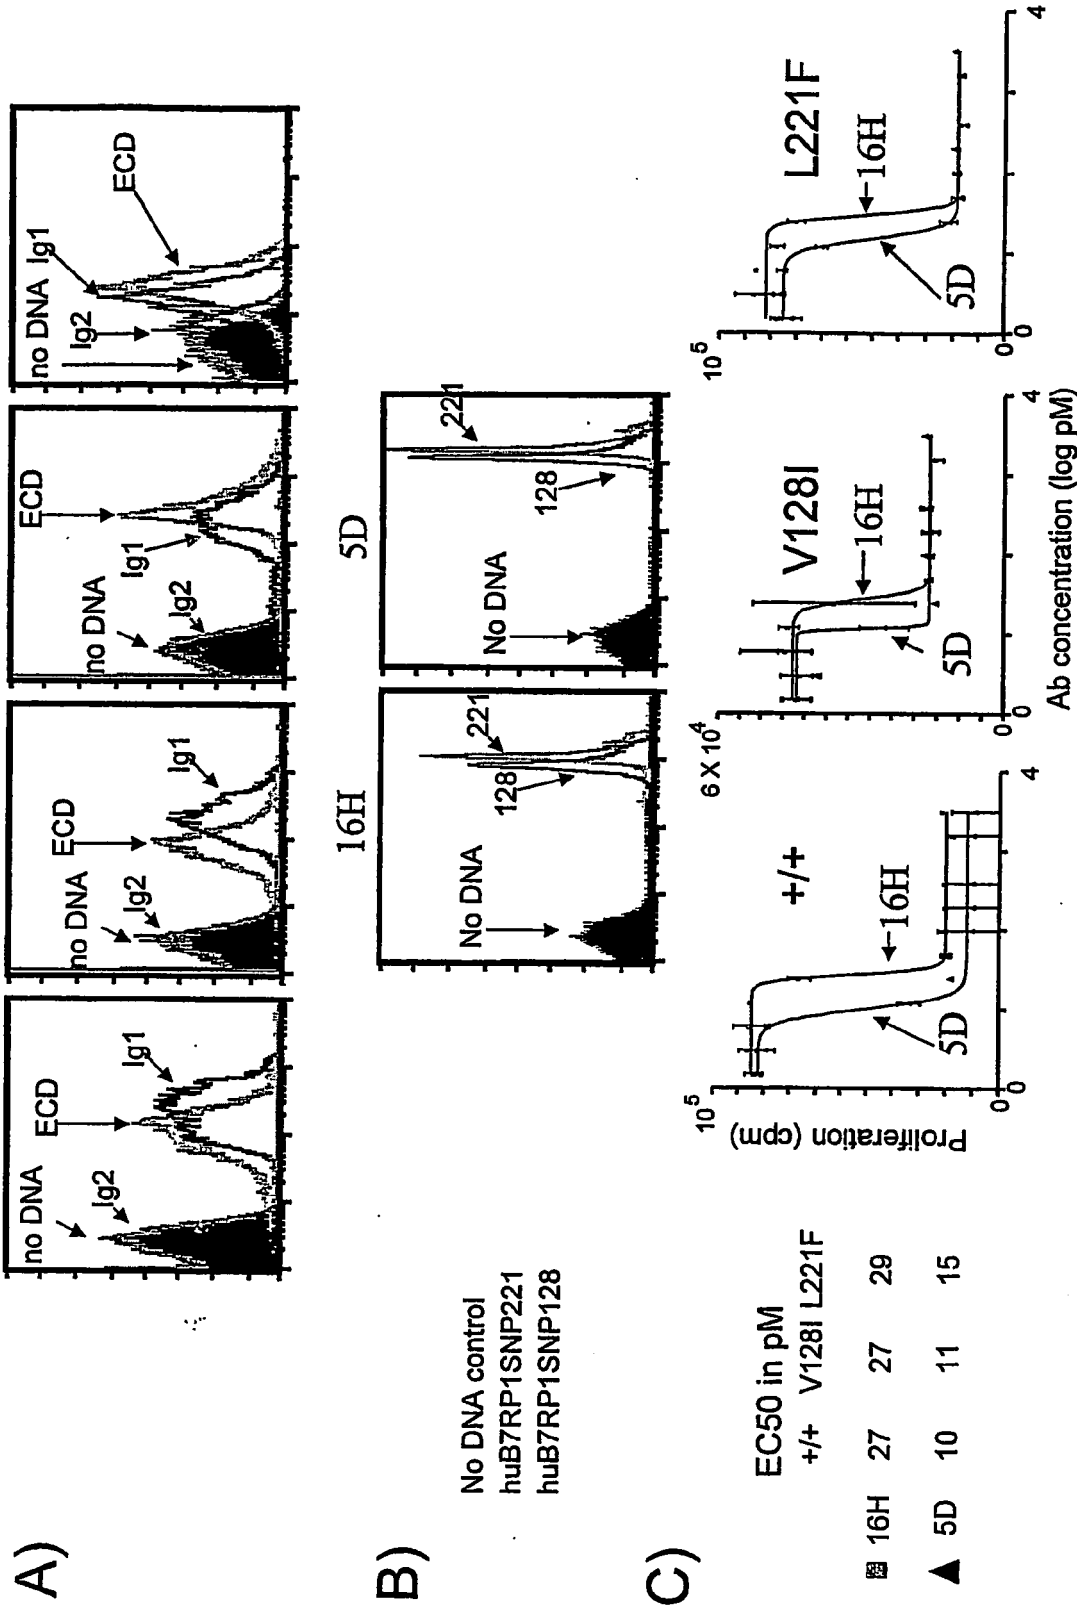 A)
no DNA
Ig2
ECD
Ig1
no DNA
Ig2
ECD
Ig1
no DNA
Ig2
Ig1
ECD
no DNA
Ig2
Ig1
ECD
B)
No DNA control
huB7RP1SNP221
huB7RP1SNP128
16H
No DNA
128
221
5D
No DNA
128
221
C)
EC50 in pM
+/+ V128I L221F
16H 27 27 29
5D 10 11 15
Proliferation (cpm)
10^5
0
0
4
+/+
16H
5D
6 X 10^4
0
0
4
V128I
16H
5D
10^5
0
0
4
L221F
16H
5D
Ab concentration (log pM)